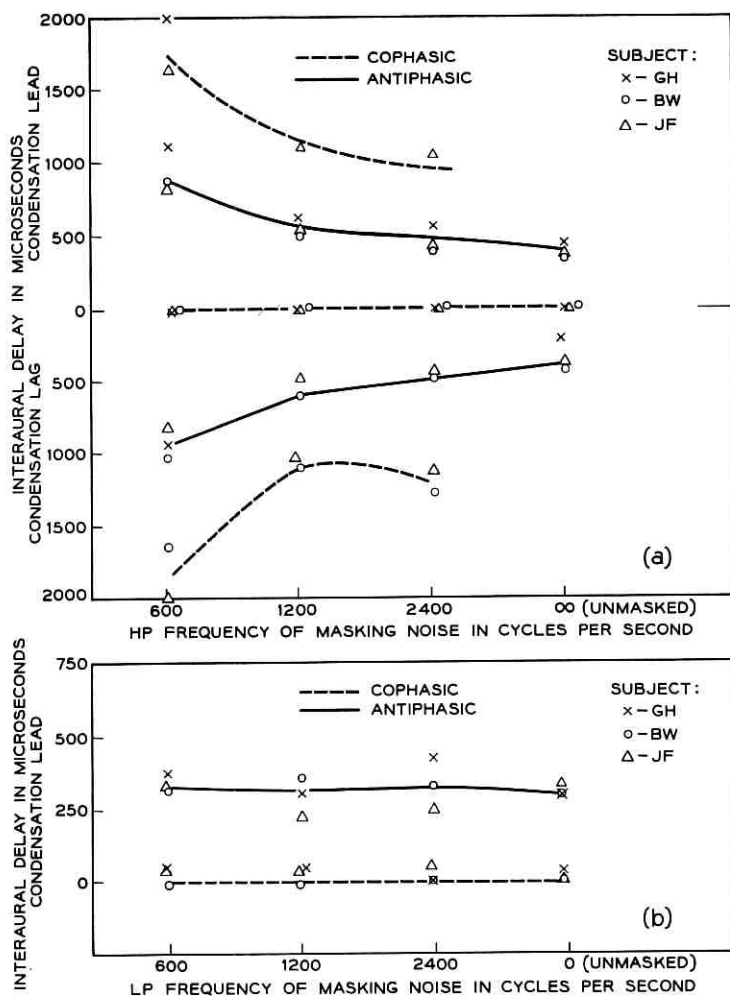 2000
1500
1000
500
0
500
1000
1500
2000
INTERAURAL DELAY IN MICROSECONDS
CONDENSATION LAG CONDENSATION LEAD
COPHASIC
ANTIPHASIC
SUBJECT:
× – GH
○ – BW
△ – JF
(a)
600 1200 2400 ∞ (UNMASKED)
HP FREQUENCY OF MASKING NOISE IN CYCLES PER SECOND
750
500
250
0
INTERAURAL DELAY IN MICROSECONDS
CONDENSATION LEAD
COPHASIC
ANTIPHASIC
SUBJECT:
× – GH
○ – BW
△ – JF
(b)
600 1200 2400 0 (UNMASKED)
LP FREQUENCY OF MASKING NOISE IN CYCLES PER SECOND